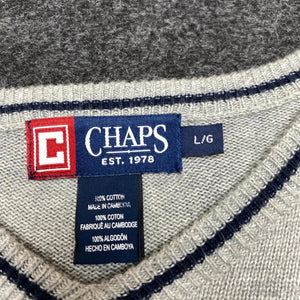 C CHAPS
EST. 1978
L/G
100% COTTON
MADE IN CAMBODIA
100% COTON
FABRIQUÉ AU CAMBODGE
100% ALGODÓN
HECHO EN CAMBOYA